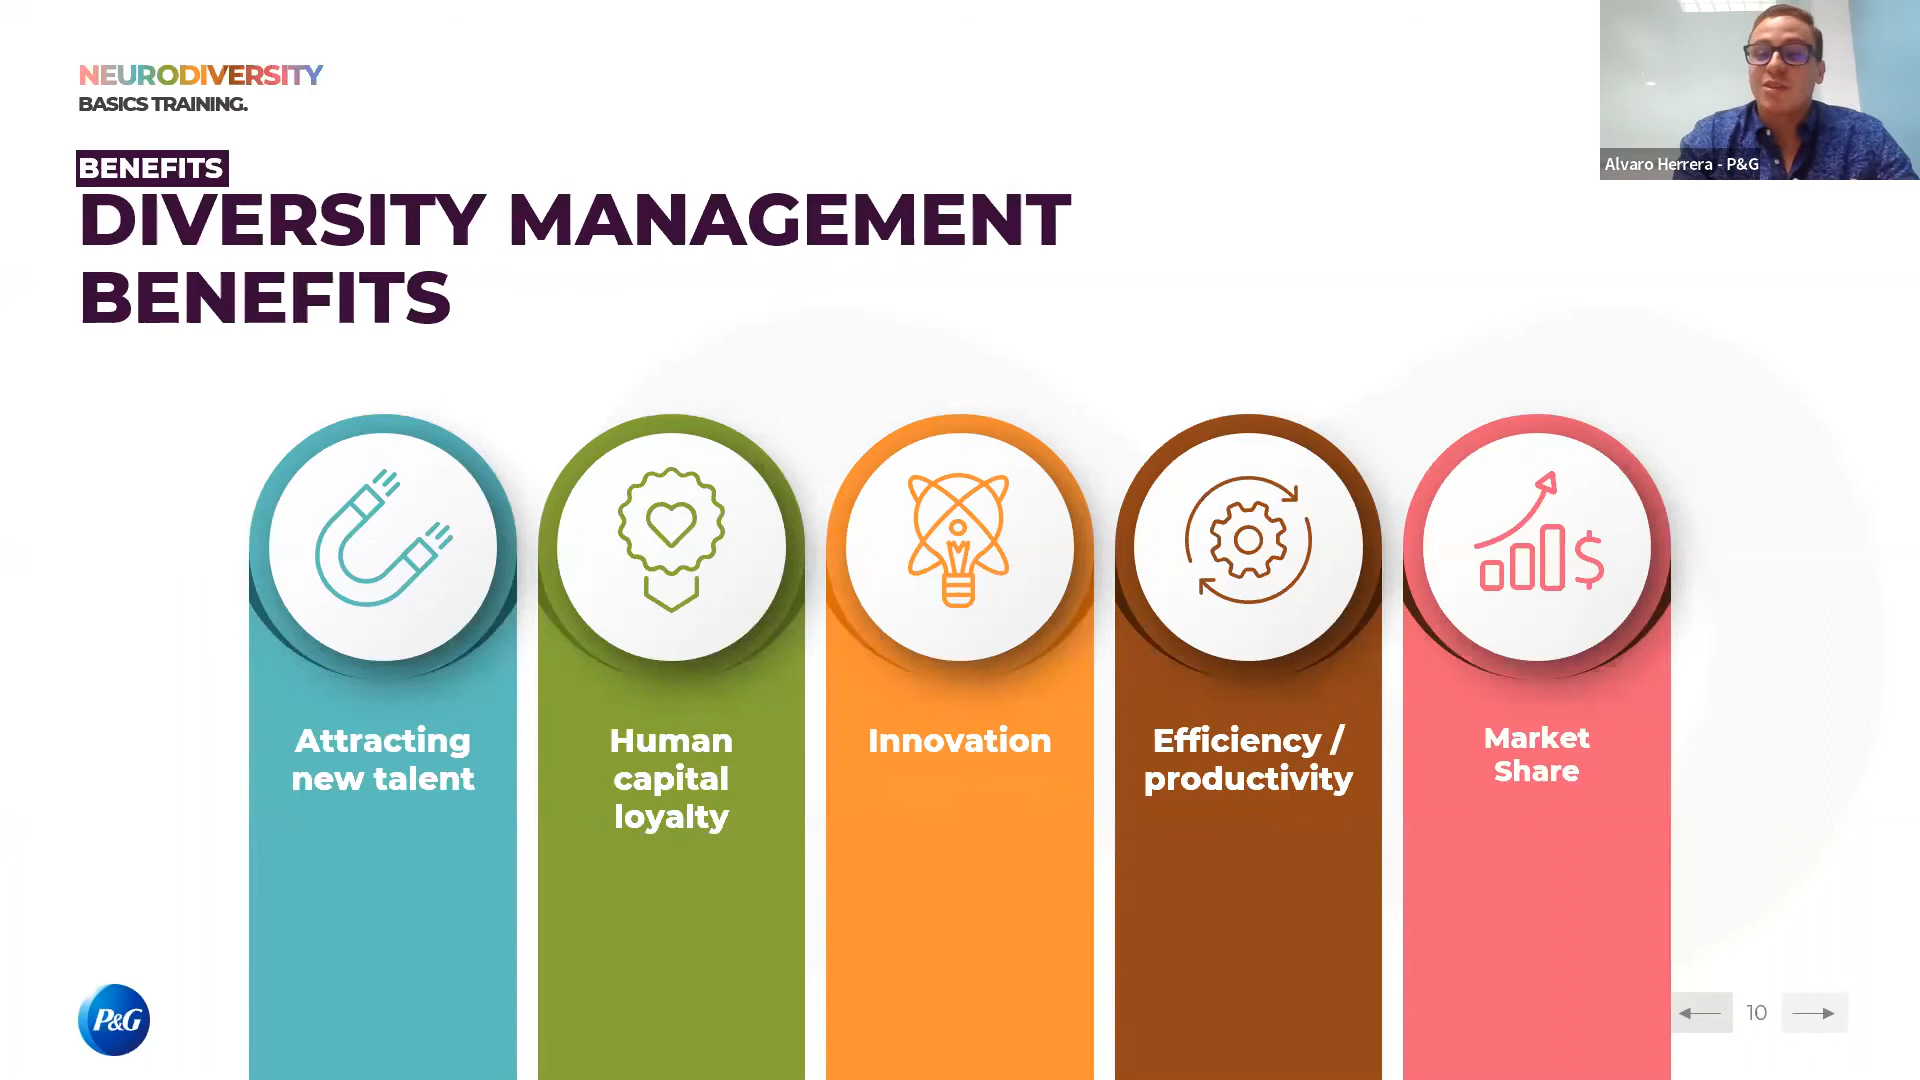 NEURODIVERSITY
BASICS TRAINING.
BENEFITS
DIVERSITY MANAGEMENT
BENEFITS
Alvaro Herrera - P&G
Attracting
new talent
Human
capital
loyalty
Innovation
Efficiency /
productivity
$
Market
Share
P&G
10